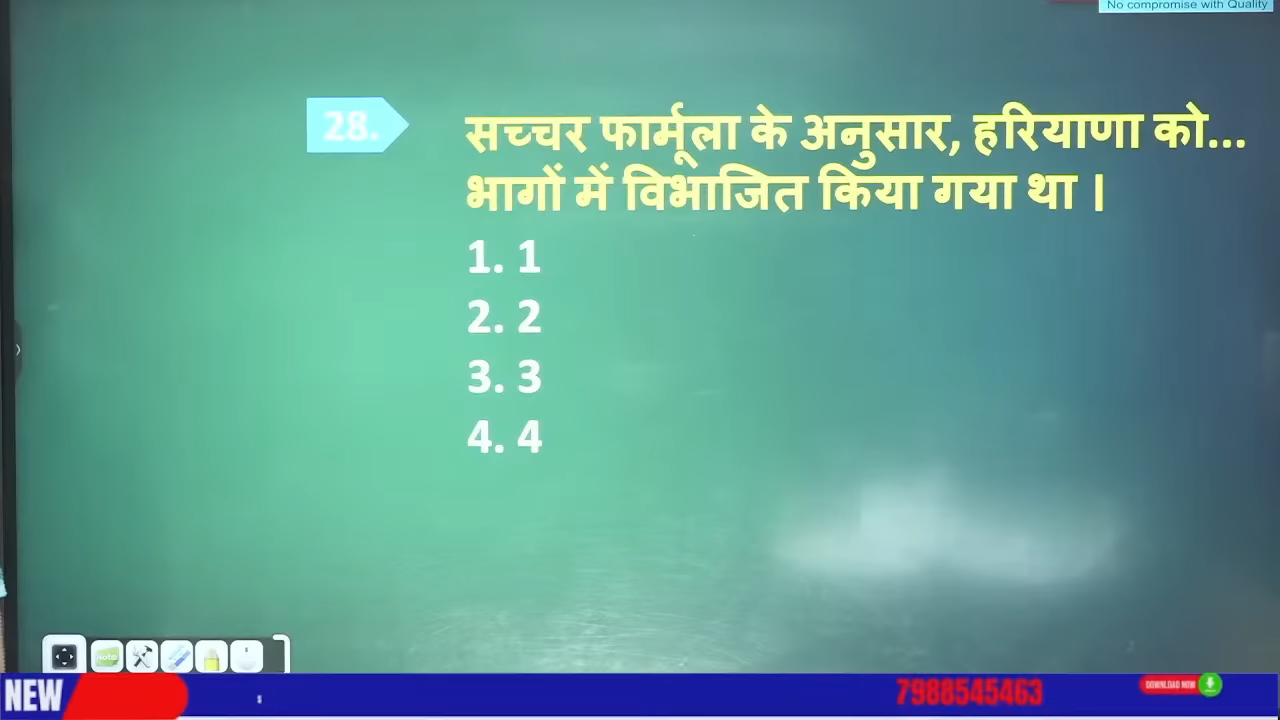 No compromise with Quality
28.
सच्चर फार्मूला के अनुसार, हरियाणा को...
भागों में विभाजित किया गया था ।
1. 1
2. 2
3. 3
4. 4
NEW
7988545463
DOWNLOAD NOW